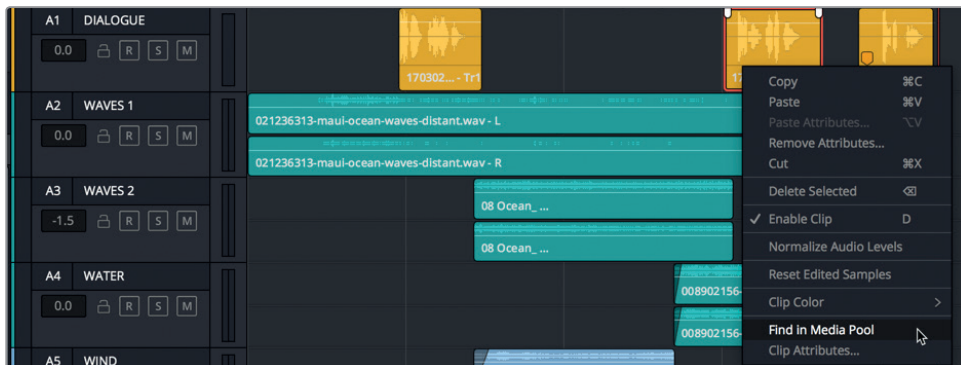 A1 DIALOGUE
0.0 R S M
170302... - Tr1
17
A2 WAVES 1
0.0 R S M
021236313-maui-ocean-waves-distant.wav - L
021236313-maui-ocean-waves-distant.wav - R
A3 WAVES 2
-1.5 R S M
08 Ocean_ ...
08 Ocean_ ...
A4 WATER
0.0 R S M
008902156-
008902156-
A5 WIND
Copy ⌘C
Paste ⌘V
Paste Attributes... ⌥V
Remove Attributes...
Cut ⌘X
Delete Selected ⌫
✓ Enable Clip D
Normalize Audio Levels
Reset Edited Samples
Clip Color >
Find in Media Pool
Clip Attributes...